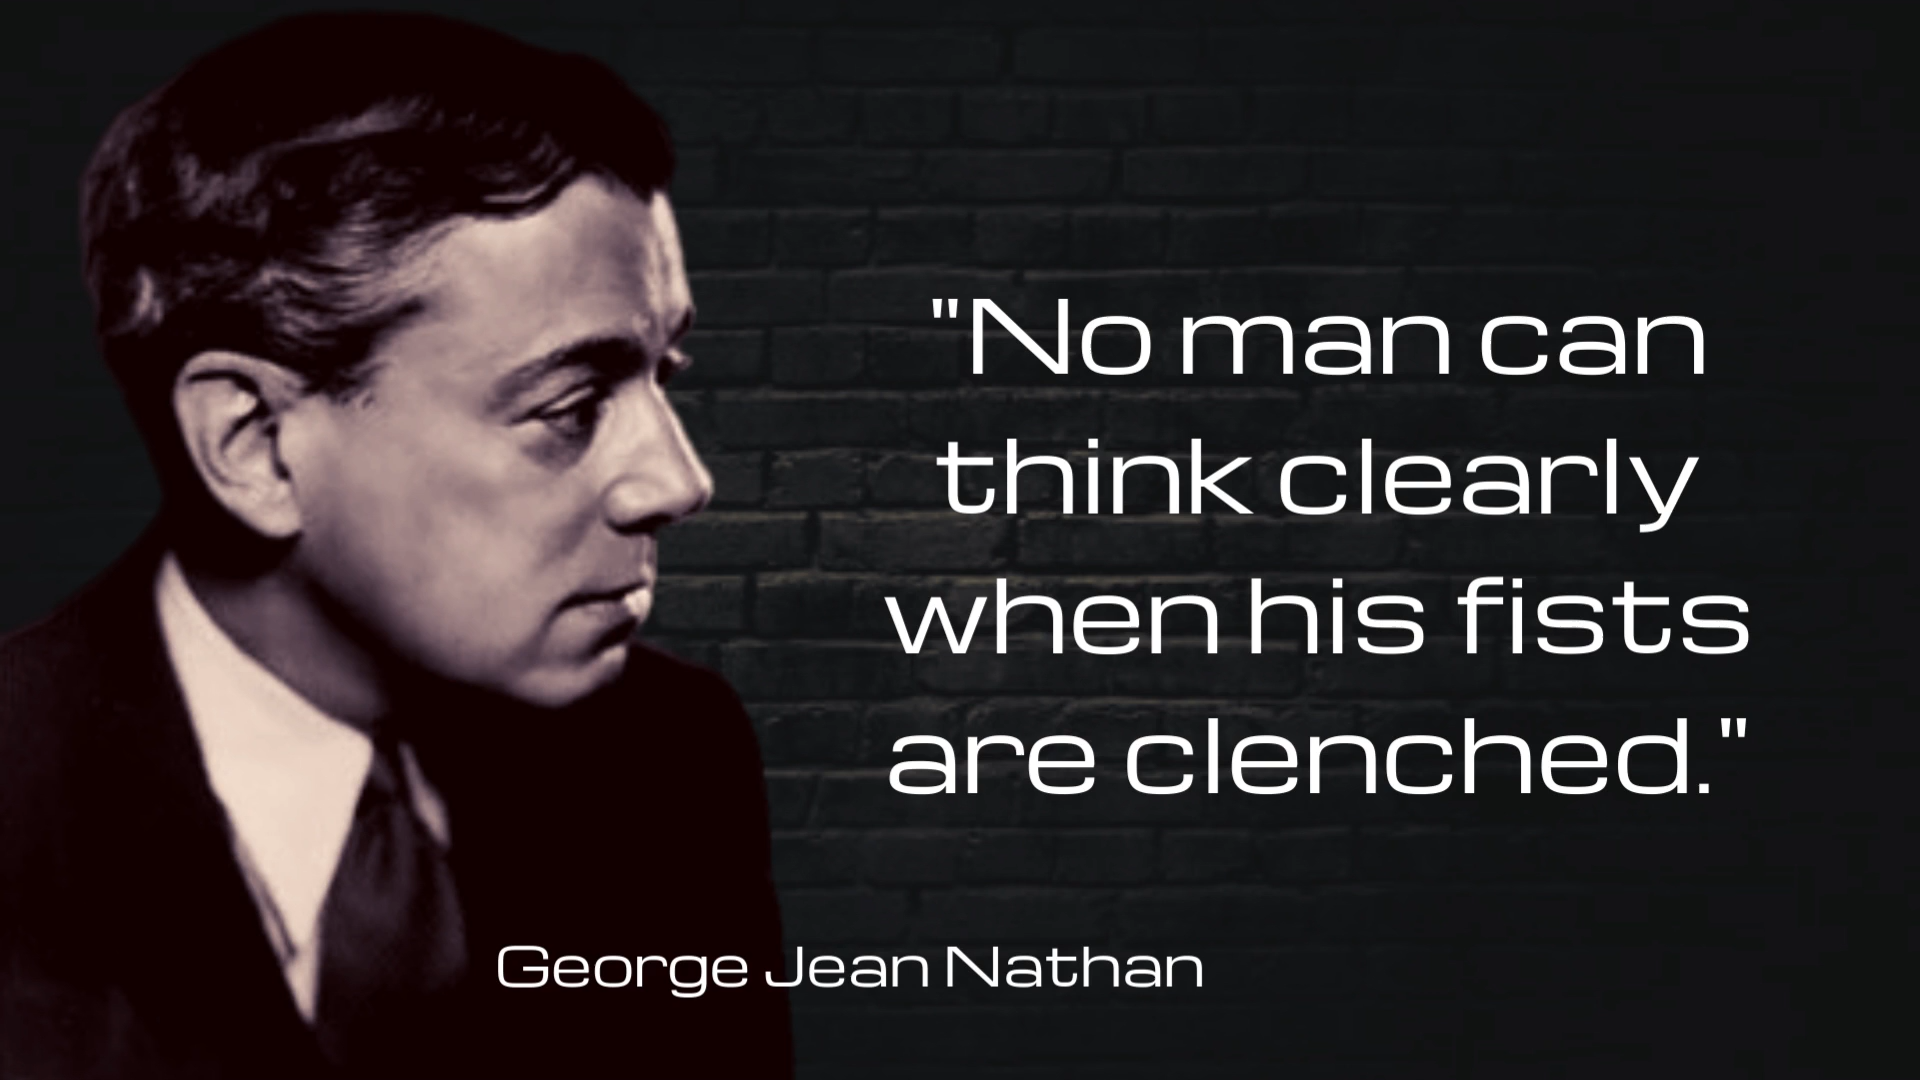 "No man can
think clearly
when his fists
are clenched."
George Jean Nathan